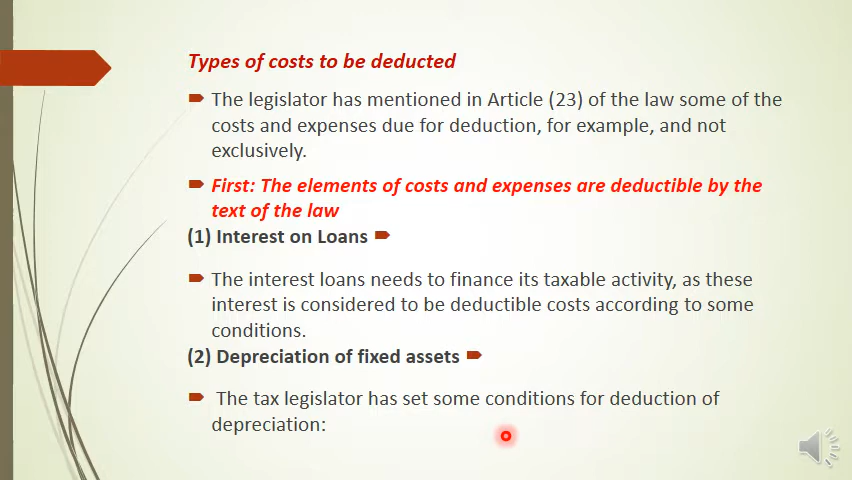 Types of costs to be deducted
The legislator has mentioned in Article (23) of the law some of the
costs and expenses due for deduction, for example, and not
exclusively.
First: The elements of costs and expenses are deductible by the
text of the law
(1) Interest on Loans
The interest loans needs to finance its taxable activity, as these
interest is considered to be deductible costs according to some
conditions.
(2) Depreciation of fixed assets
The tax legislator has set some conditions for deduction of
depreciation: